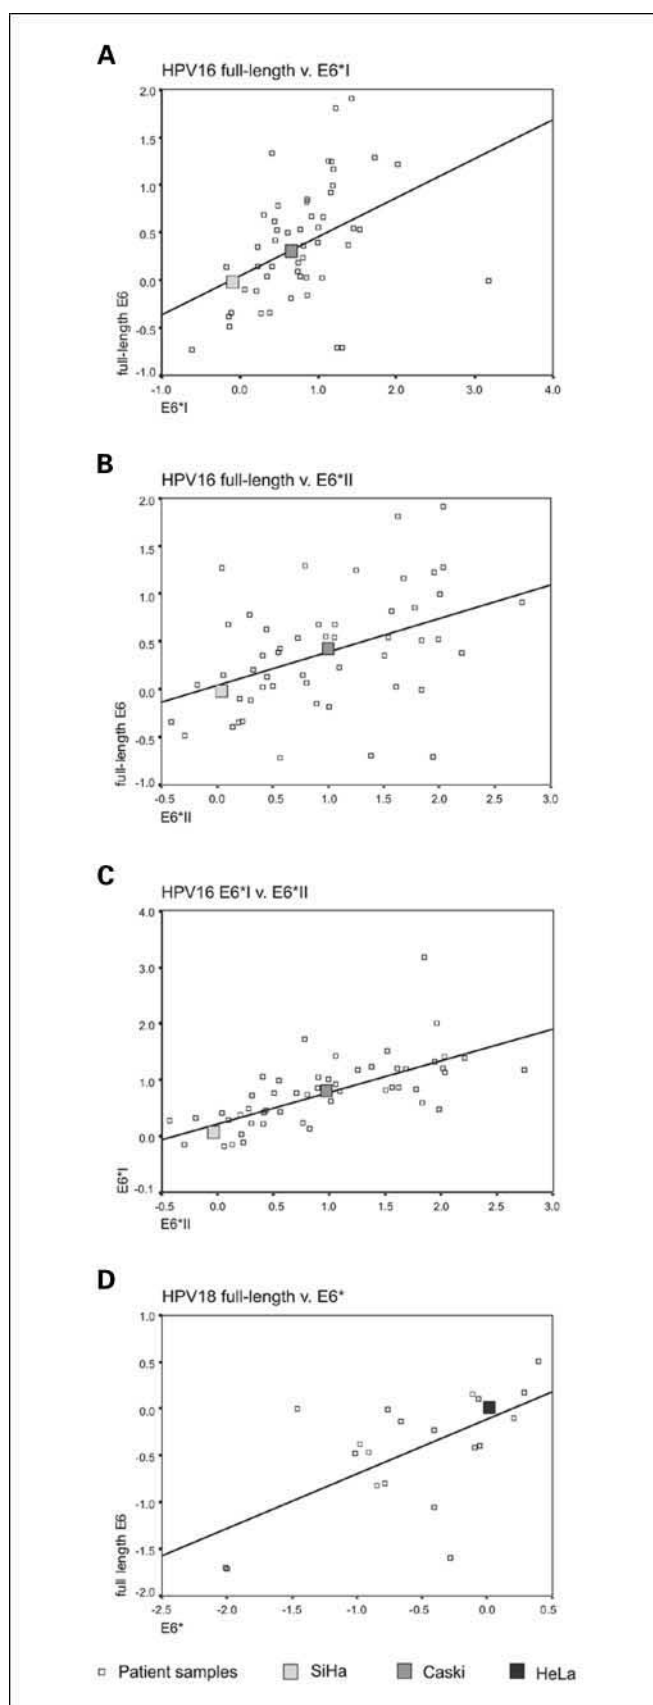 A
HPV16 full-length v. E6*I
2.0
1.5
1.0
0.5
0.0
-0.5
-1.0
full-length E6
-1.0 0.0 1.0 2.0 3.0 4.0
E6*I
B
HPV16 full-length v. E6*II
2.0
1.5
1.0
0.5
0.0
-0.5
-1.0
full-length E6
-0.5 0.0 0.5 1.0 1.5 2.0 2.5 3.0
E6*II
C
HPV16 E6*I v. E6*II
4.0
3.0
2.0
1.0
0.0
-0.1
E6*I
-0.5 0.0 0.5 1.0 1.5 2.0 2.5 3.0
E6*II
D
HPV18 full-length v. E6*
1.0
0.5
0.0
-0.5
-1.0
-1.5
-2.0
full length E6
-2.5 -2.0 -1.5 -1.0 -0.5 0.0 0.5
E6*
Patient samples SiHa Caski HeLa